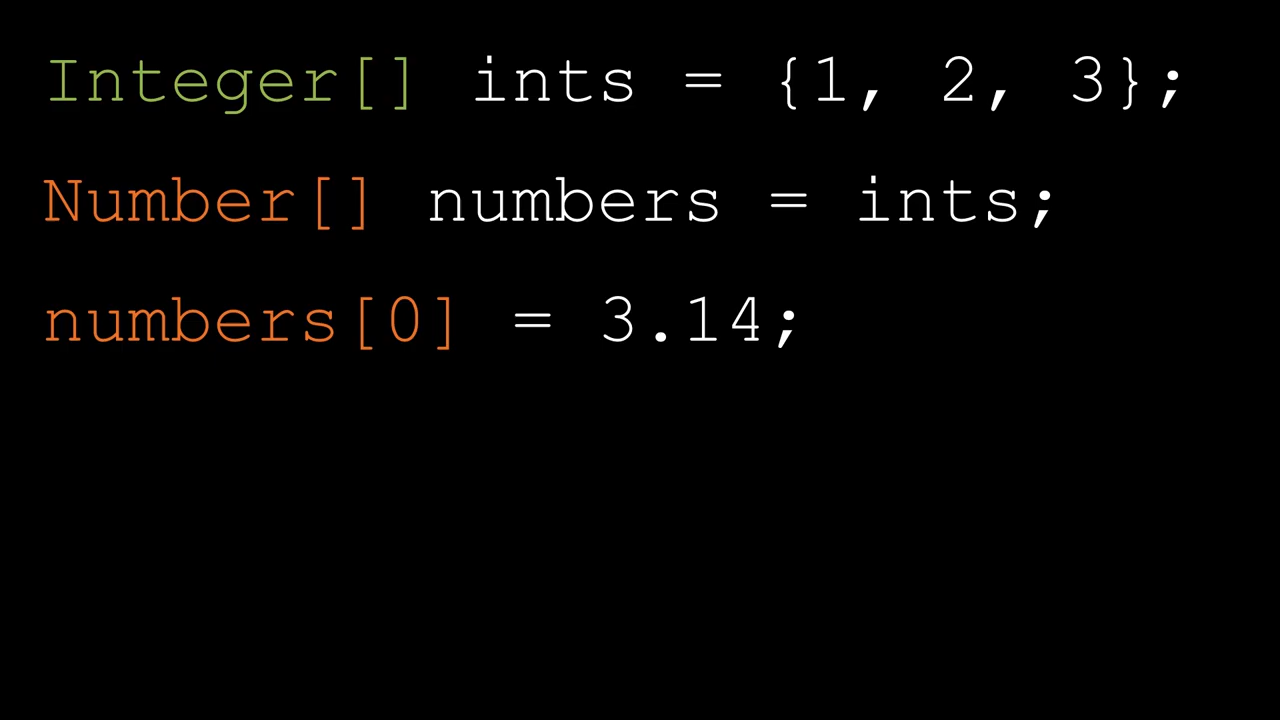 Integer[] ints = {1, 2, 3};
Number[] numbers = ints;
numbers[0] = 3.14;